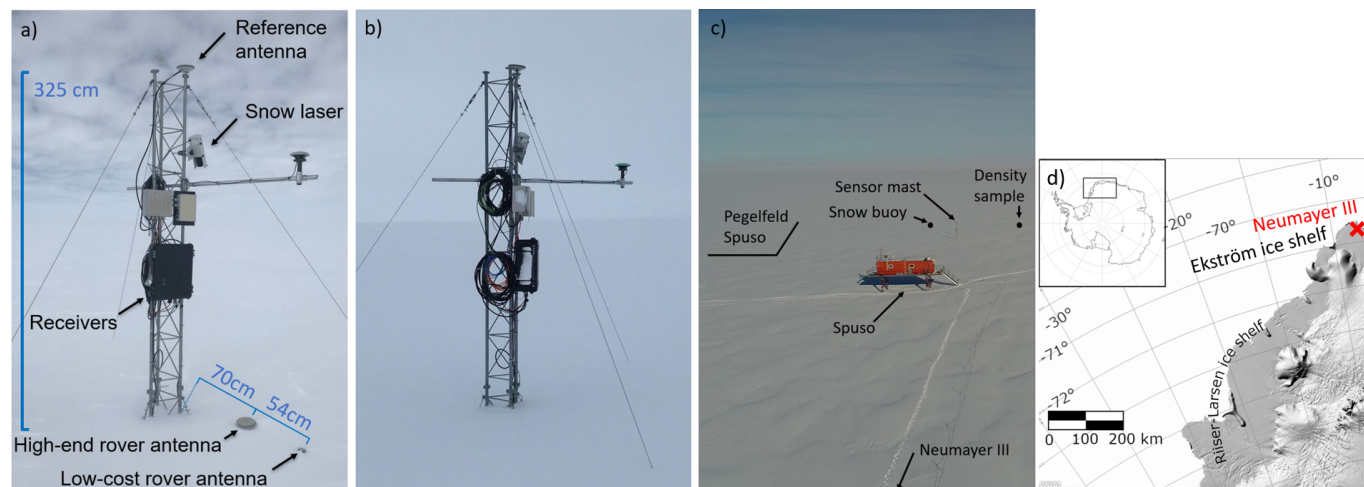 a)
Reference
antenna
325 cm
Snow laser
Receivers
70cm
54cm
High-end rover antenna
Low-cost rover antenna
b)
c)
Pegelfeld
Spuso
Sensor mast
Snow buoy
Density
sample
Spuso
Neumayer III
d)
-10°
-20°
-70°
Neumayer III
Ekström ice shelf
-30°
-71°
-72°
Riiser-Larsen ice shelf
0 100 200 km